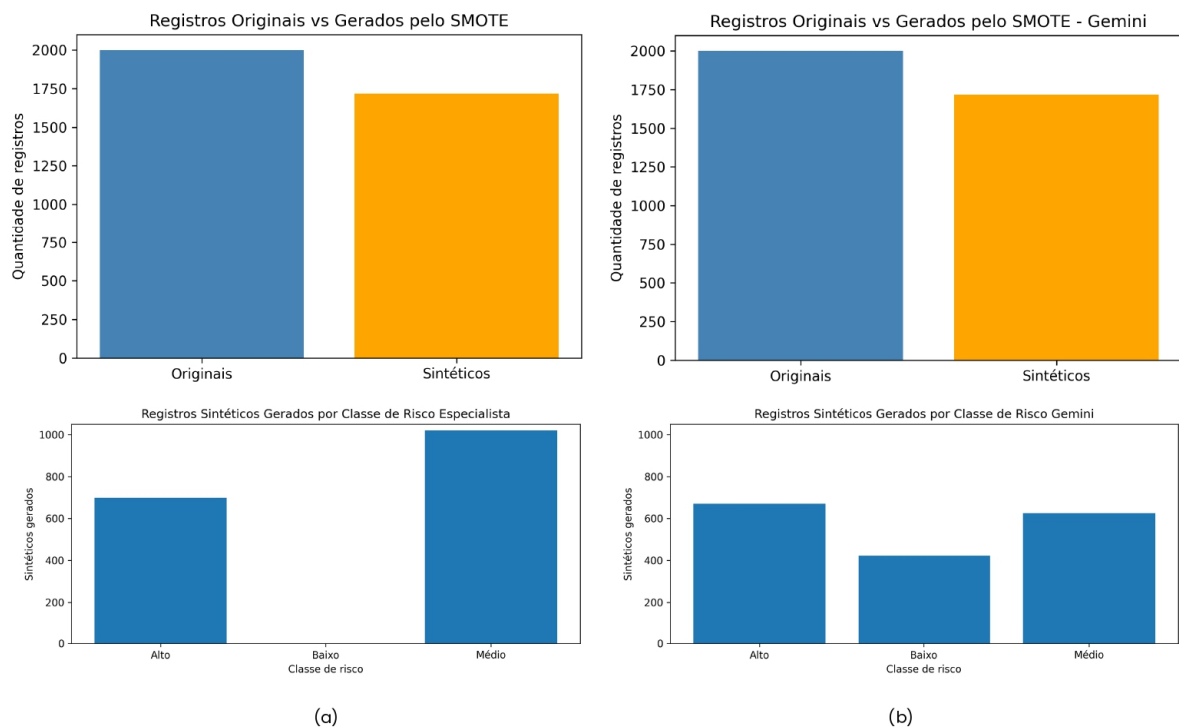 Registros Originais vs Gerados pelo SMOTE
Quantidade de registros
2000
1750
1500
1250
1000
750
500
250
0
Originais
Sintéticos
Registros Originais vs Gerados pelo SMOTE - Gemini
Quantidade de registros
2000
1750
1500
1250
1000
750
500
250
0
Originais
Sintéticos
Registros Sintéticos Gerados por Classe de Risco Especialista
Sintéticos gerados
1000
800
600
400
200
0
Alto
Baixo
Médio
Classe de risco
Registros Sintéticos Gerados por Classe de Risco Gemini
Sintéticos gerados
1000
800
600
400
200
0
Alto
Baixo
Médio
Classe de risco
(a)
(b)